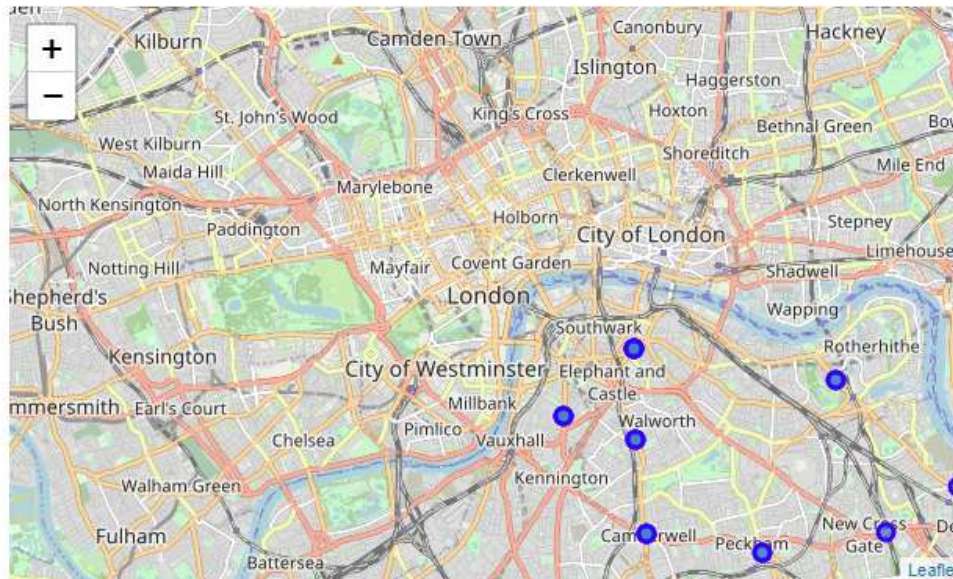 +
−
Kilburn
Camden Town
Canonbury
Hackney
Islington
Haggerston
St. John's Wood
King's Cross
Hoxton
Bethnal Green
West Kilburn
Shoreditch
Maida Hill
Clerkenwell
Mile End
Marylebone
North Kensington
Holborn
Paddington
City of London
Stepney
Limehouse
Notting Hill
Mayfair
Covent Garden
Shadwell
Shepherd's
Bush
London
Wapping
Southwark
Kensington
Rotherhithe
City of Westminster
Elephant and
Castle
mmersmith
Earl's Court
Millbank
Pimlico
Walworth
Chelsea
Vauxhall
Kennington
Walham Green
Fulham
Camberwell
Peckham
New Cross
Gate
De
Battersea
Leafle